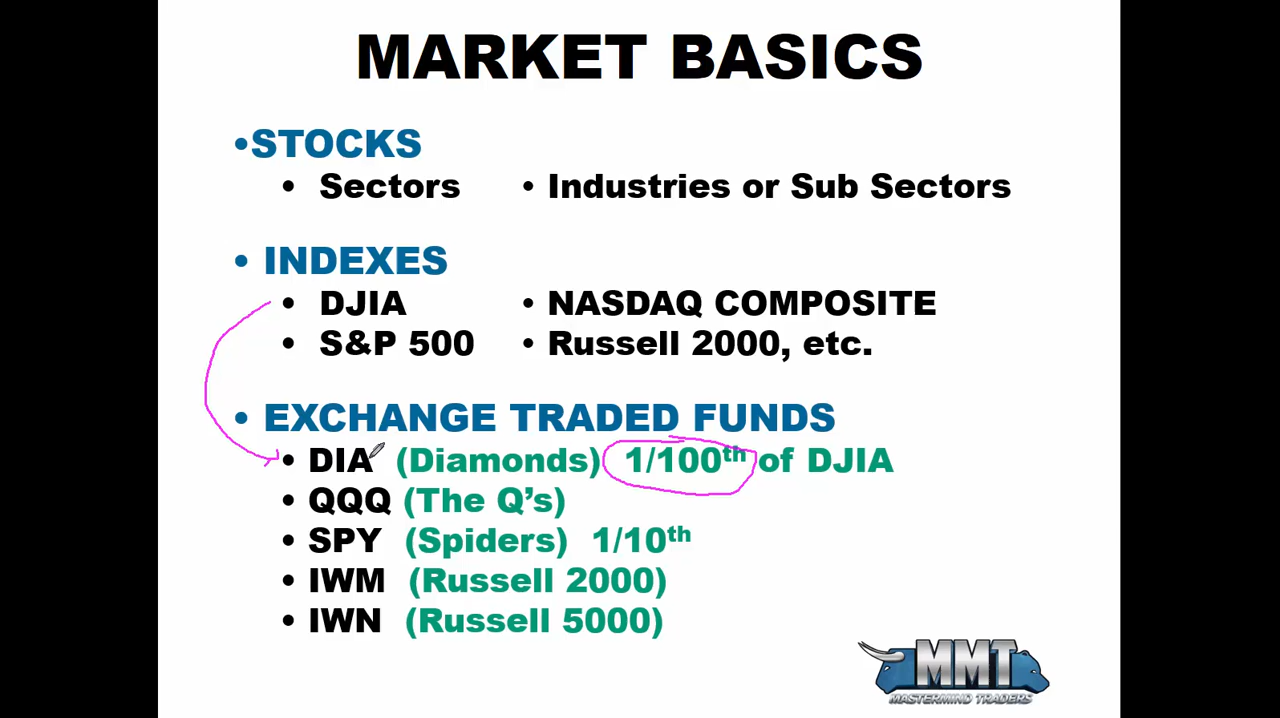 MARKET BASICS
•STOCKS
• Sectors • Industries or Sub Sectors
• INDEXES
• DJIA • NASDAQ COMPOSITE
• S&P 500 • Russell 2000, etc.
• EXCHANGE TRADED FUNDS
• DIA (Diamonds) 1/100th of DJIA
• QQQ (The Q's)
• SPY (Spiders) 1/10th
• IWM (Russell 2000)
• IWN (Russell 5000)
MMT
MASTERMIND TRADERS